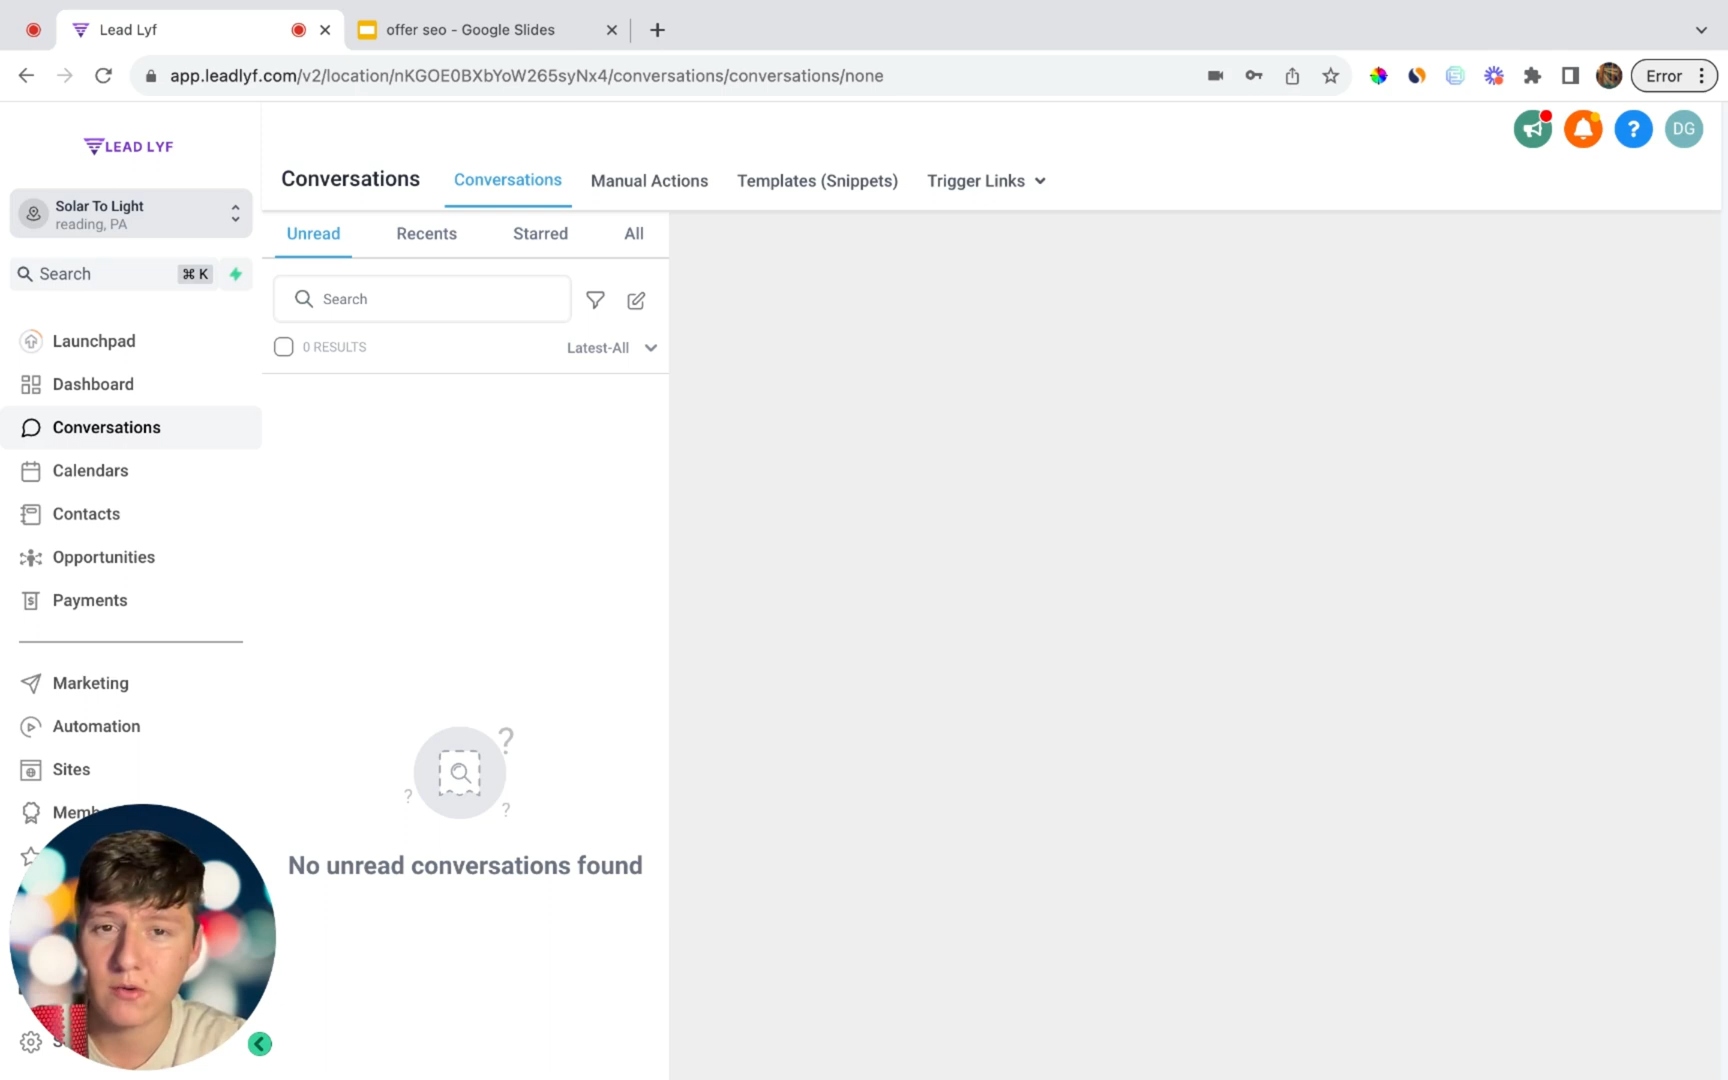 Lead Lyf
offer seo - Google Slides
app.leadlyf.com/v2/location/nKGOE0BXbYoW265syNx4/conversations/conversations/none
Error
LEAD LYF
DG
Solar To Light
reading, PA
Search
⌘ K
Conversations
Conversations
Manual Actions
Templates (Snippets)
Trigger Links
Unread
Recents
Starred
All
Search
0 RESULTS
Latest-All
Launchpad
Dashboard
Conversations
Calendars
Contacts
Opportunities
Payments
Marketing
Automation
Sites
No unread conversations found